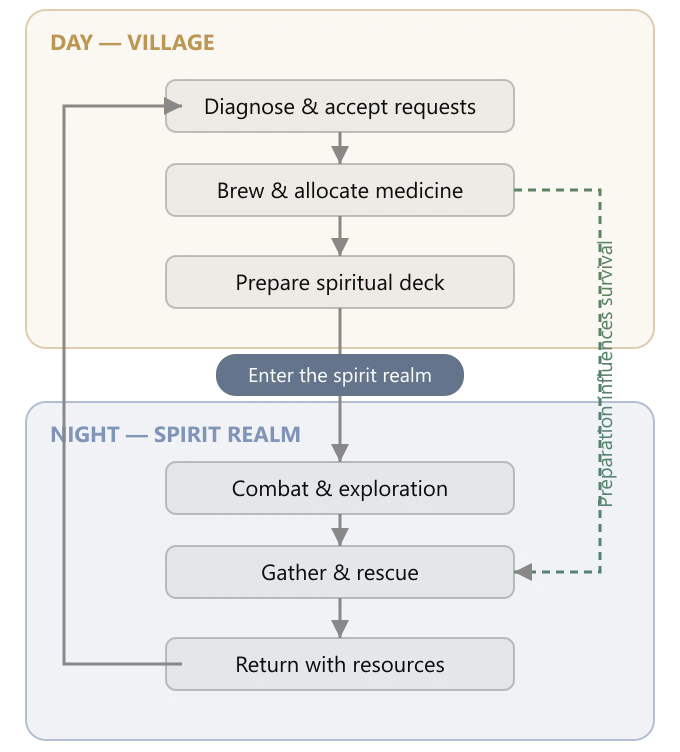 DAY — VILLAGE
Diagnose & accept requests
Brew & allocate medicine
Prepare spiritual deck
Preparation influences survival
Enter the spirit realm
NIGHT — SPIRIT REALM
Combat & exploration
Gather & rescue
Return with resources